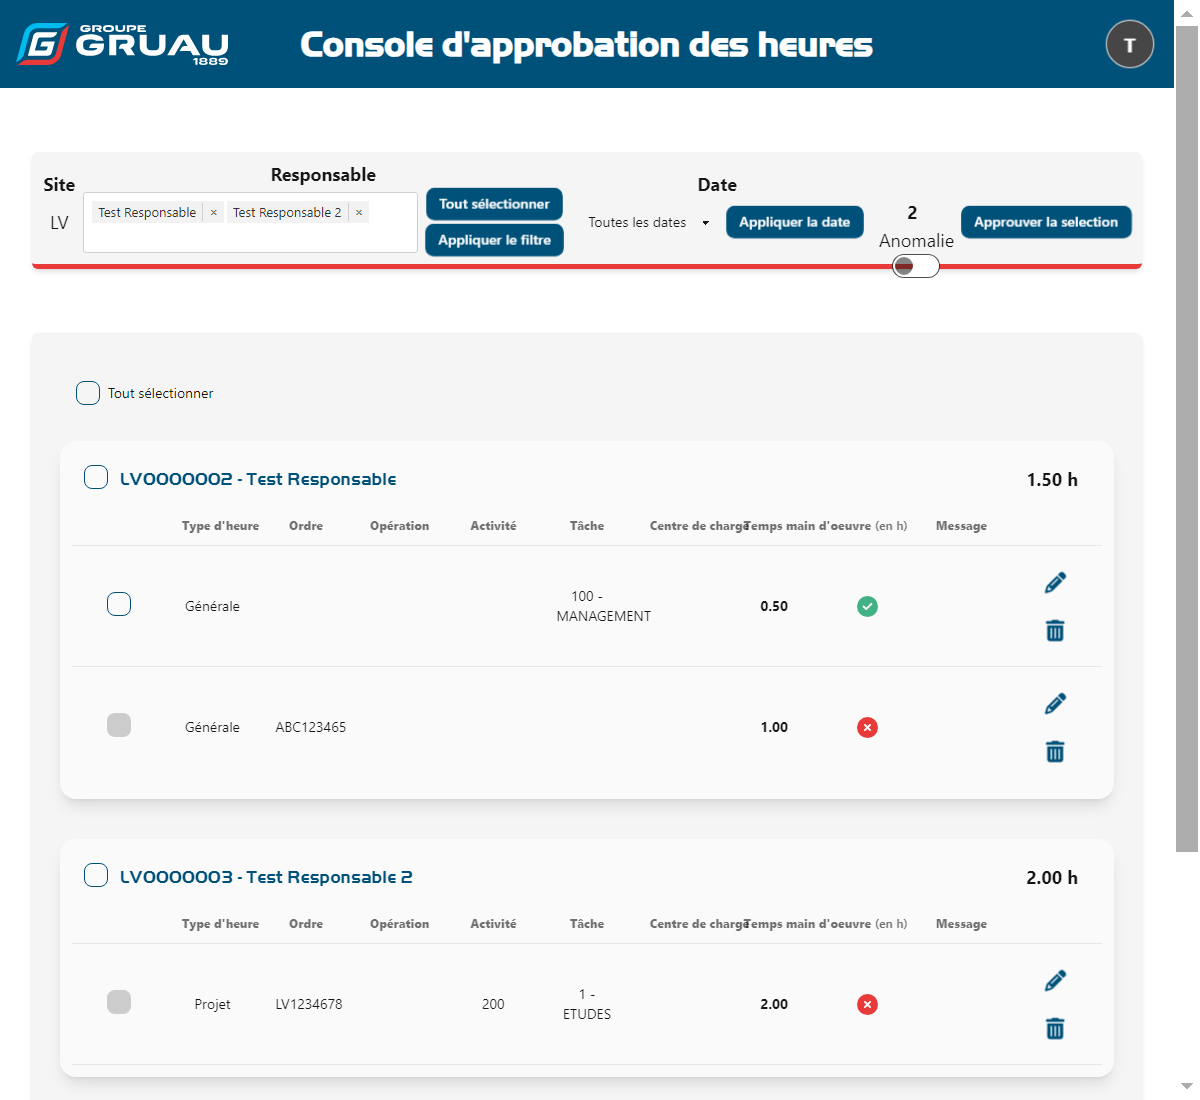 GROUPE
GRUAU
1889
Console d'approbation des heures
T
Site
LV
Responsable
Test Responsable ×
Test Responsable 2 ×
Tout sélectionner
Appliquer le filtre
Date
Toutes les dates
Appliquer la date
2
Anomalie
Approuver la selection
Tout sélectionner
LV0000002 - Test Responsable
1.50 h
Type d'heure Ordre Opération Activité Tâche Centre de charge Temps main d'oeuvre (en h) Message
Générale 100 - MANAGEMENT 0.50
Générale ABC123465 1.00
LV0000003 - Test Responsable 2
2.00 h
Type d'heure Ordre Opération Activité Tâche Centre de charge Temps main d'oeuvre (en h) Message
Projet LV1234678 200 1 - ETUDES 2.00